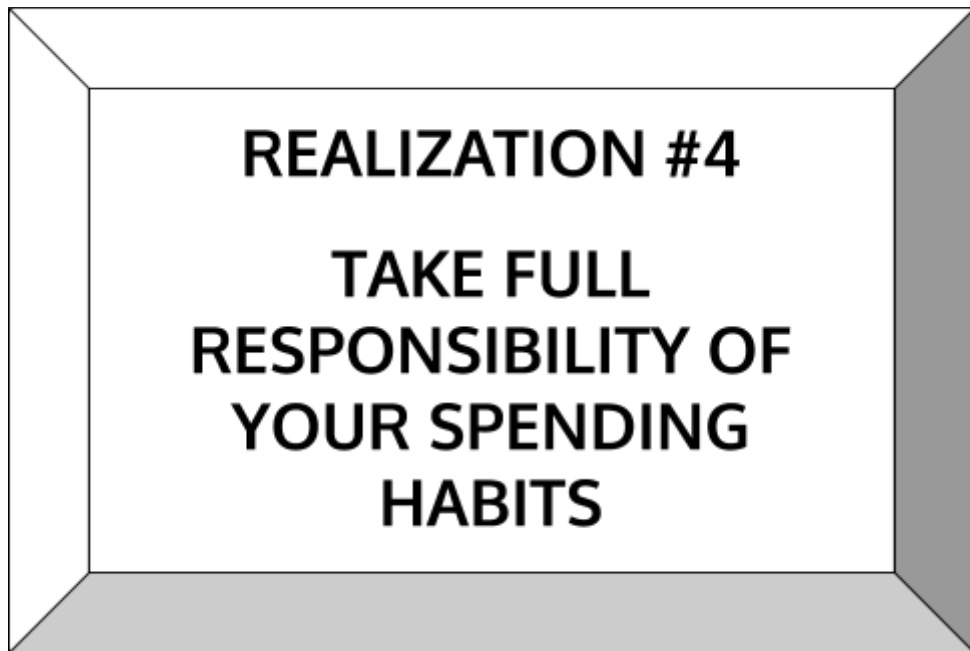 REALIZATION #4
TAKE FULL
RESPONSIBILITY OF
YOUR SPENDING
HABITS